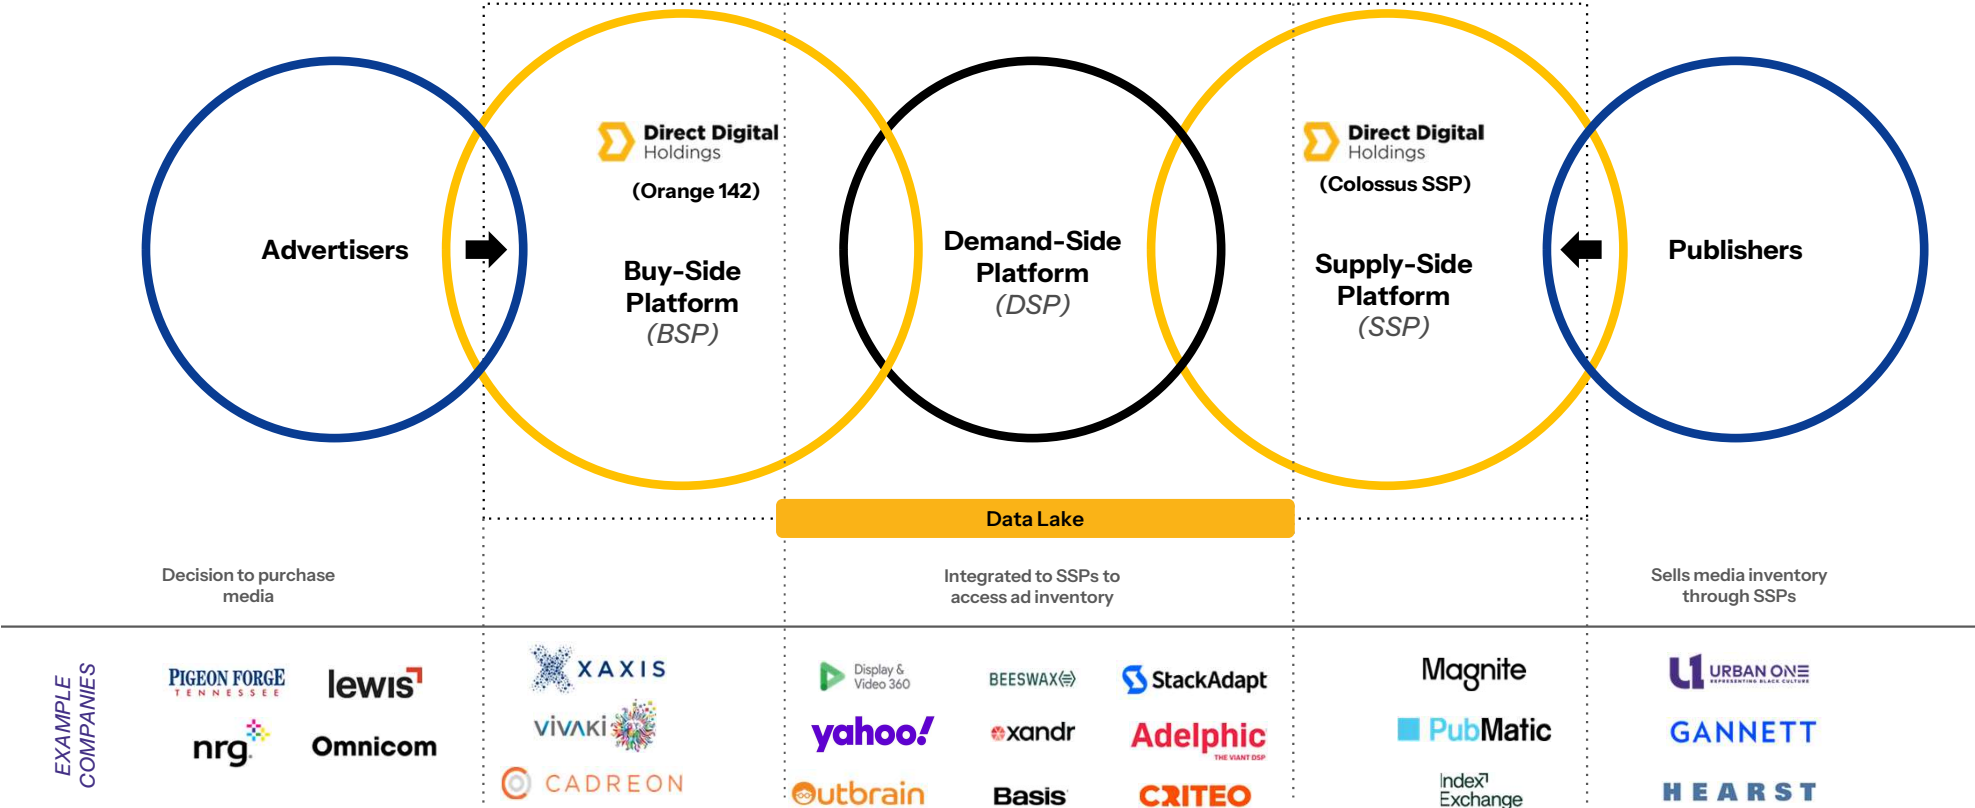 Direct Digital
Holdings
(Orange 142)
Direct Digital
Holdings
(Colossus SSP)
Advertisers
Buy-Side
Platform
(BSP)
Demand-Side
Platform
(DSP)
Supply-Side
Platform
(SSP)
Publishers
Data Lake
Decision to purchase
media
Integrated to SSPs to
access ad inventory
Sells media inventory
through SSPs
EXAMPLE
COMPANIES
PIGEON FORGE
TENNESSEE
lewis
nrg
Omnicom
XAXIS
VIVAKI
CADREON
Display &
Video 360
BEESWAX
StackAdapt
yahoo!
xandr
Adelphic
THE VIANT DSP
Outbrain
Basis
CRITEO
Magnite
PubMatic
Index
Exchange
URBAN ONE
REPRESENTING BLACK CULTURE
GANNETT
HEARST